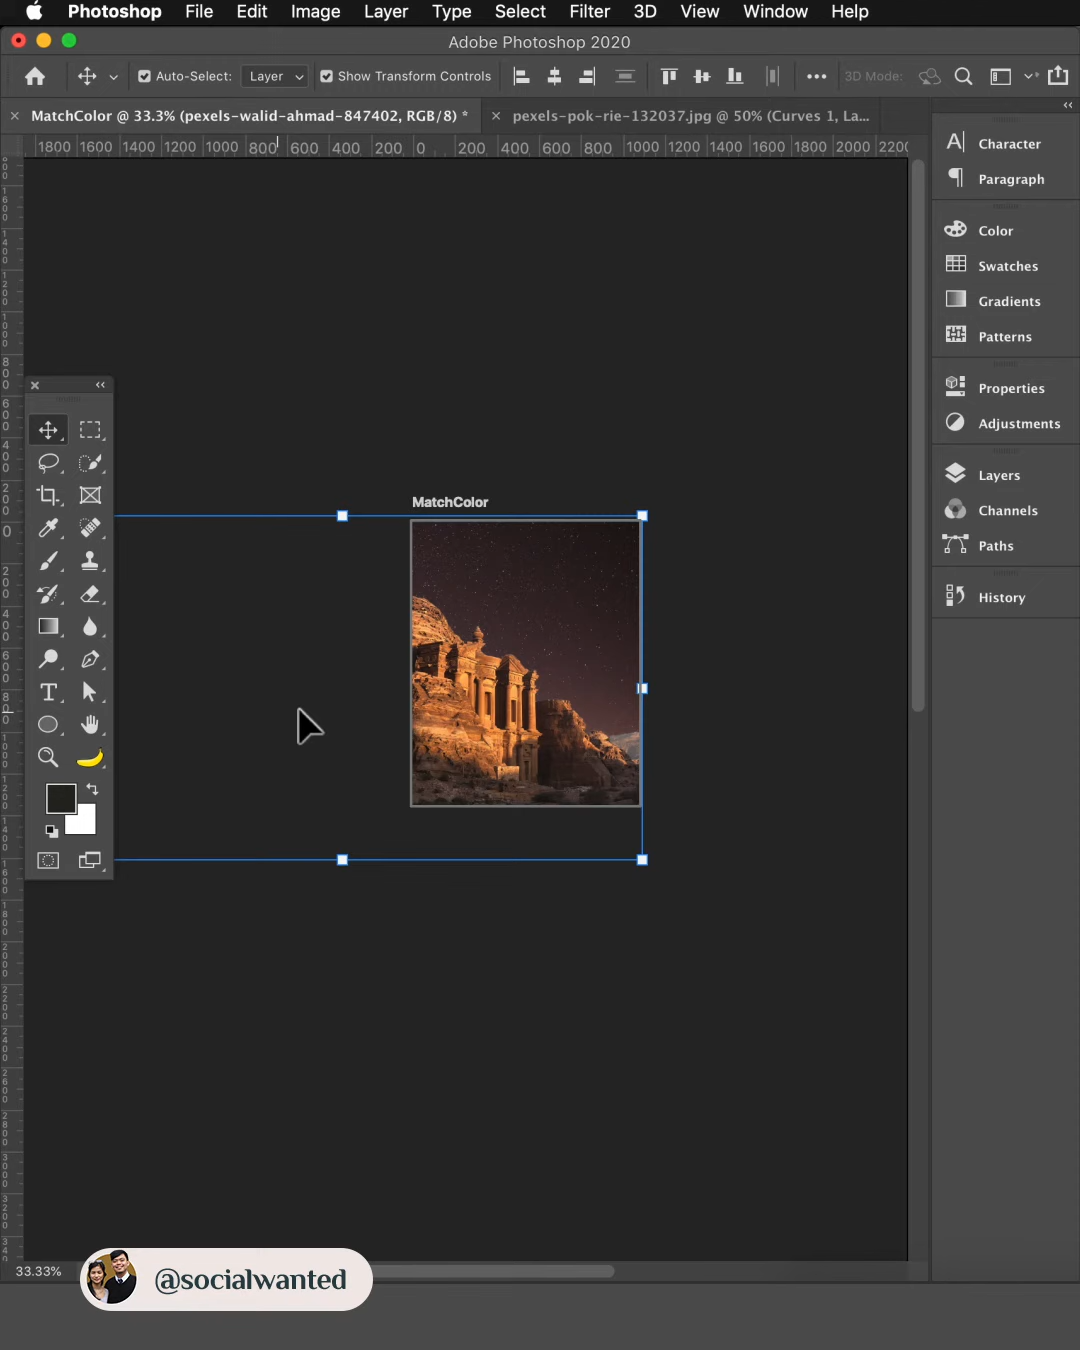 Photoshop File Edit Image Layer Type Select Filter 3D View Window Help
Adobe Photoshop 2020
Auto-Select: Layer Show Transform Controls 3D Mode:
MatchColor @ 33.3% (pexels-walid-ahmad-847402, RGB/8) * pexels-pok-rie-132037.jpg @ 50% (Curves 1, La...
1800 1600 1400 1200 1000 800 600 400 200 0 200 400 600 800 1000 1200 1400 1600 1800 2000 220
Character
Paragraph
Color
Swatches
Gradients
Patterns
Properties
Adjustments
Layers
Channels
Paths
History
MatchColor
33.33%
@socialwanted